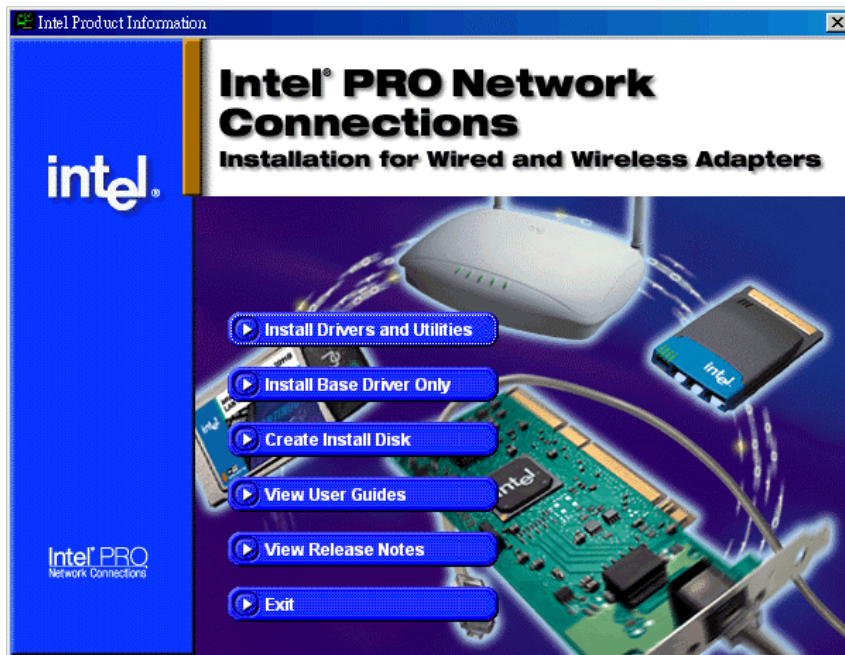 Intel Product Information
Intel® PRO Network
Connections
Installation for Wired and Wireless Adapters
intel®
Install Drivers and Utilities
Install Base Driver Only
Create Install Disk
View User Guides
View Release Notes
Exit
Intel® PRO
Network Connections
intel
intel
intel